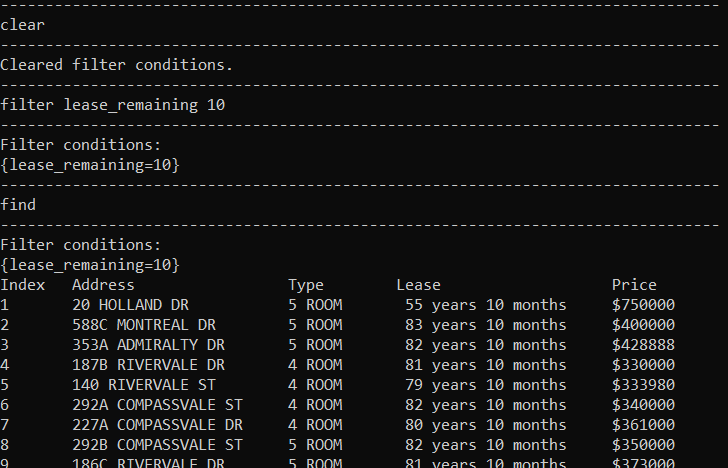 --------------------------------------------------------------------------------
clear
--------------------------------------------------------------------------------
Cleared filter conditions.
--------------------------------------------------------------------------------
filter lease_remaining 10
--------------------------------------------------------------------------------
Filter conditions:
{lease_remaining=10}
--------------------------------------------------------------------------------
find
--------------------------------------------------------------------------------
Filter conditions:
{lease_remaining=10}
Index   Address                 Type        Lease                   Price
1       20 HOLLAND DR           5 ROOM       55 years 10 months     $750000
2       588C MONTREAL DR        5 ROOM       83 years 10 months     $400000
3       353A ADMIRALTY DR       5 ROOM       82 years 10 months     $428888
4       187B RIVERVALE DR       4 ROOM       81 years 10 months     $330000
5       140 RIVERVALE ST        4 ROOM       79 years 10 months     $333980
6       292A COMPASSVALE ST     4 ROOM       82 years 10 months     $340000
7       227A COMPASSVALE DR     4 ROOM       80 years 10 months     $361000
8       292B COMPASSVALE ST     5 ROOM       82 years 10 months     $350000
9       186C RIVERVALE DR       5 ROOM       81 years 10 months     $373000